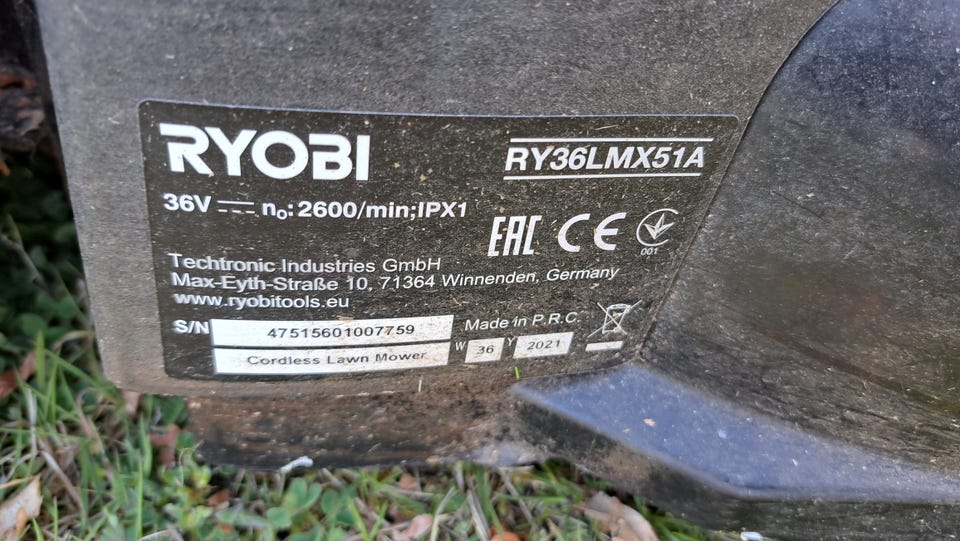 RYOBI
RY36LMX51A
36V ⎓ n₀: 2600/min;IPX1
EAC CE
001
Techtronic Industries GmbH
Max-Eyth-Straße 10, 71364 Winnenden, Germany
www.ryobitools.eu
S/N 47515601007759
Made in P.R.C.
Cordless Lawn Mower
W 36 Y 2021